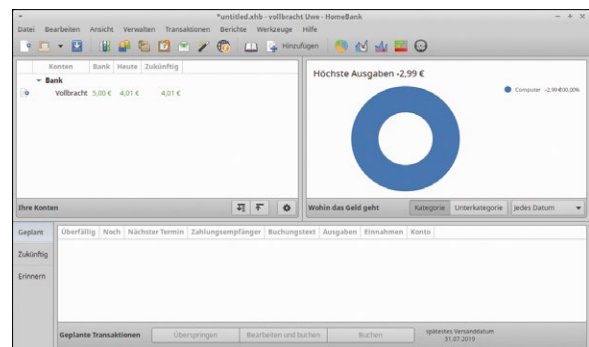 *untitled.xhb - vollbracht Uwe - HomeBank
Datei Bearbeiten Ansicht Verwalten Transaktionen Berichte Werkzeuge Hilfe
Hinzufügen
Konten Bank Heute Zukünftig
Bank
Vollbracht 5,00 € 4,01 € 4,01 €
Ihre Konten
Höchste Ausgaben -2,99 €
Computer -2,99 €
Wohin das Geld geht Kategorie Unterkategorie Jedes Datum
Geplant
Zukünftig
Erinnern
Überfällig Noch Nächster Termin Zahlungsempfänger Buchungstext Ausgaben Einnahmen Konto
Geplante Transaktionen Überspringen Bearbeiten und buchen Buchen
spätestes Versanddatum
31.07.2019